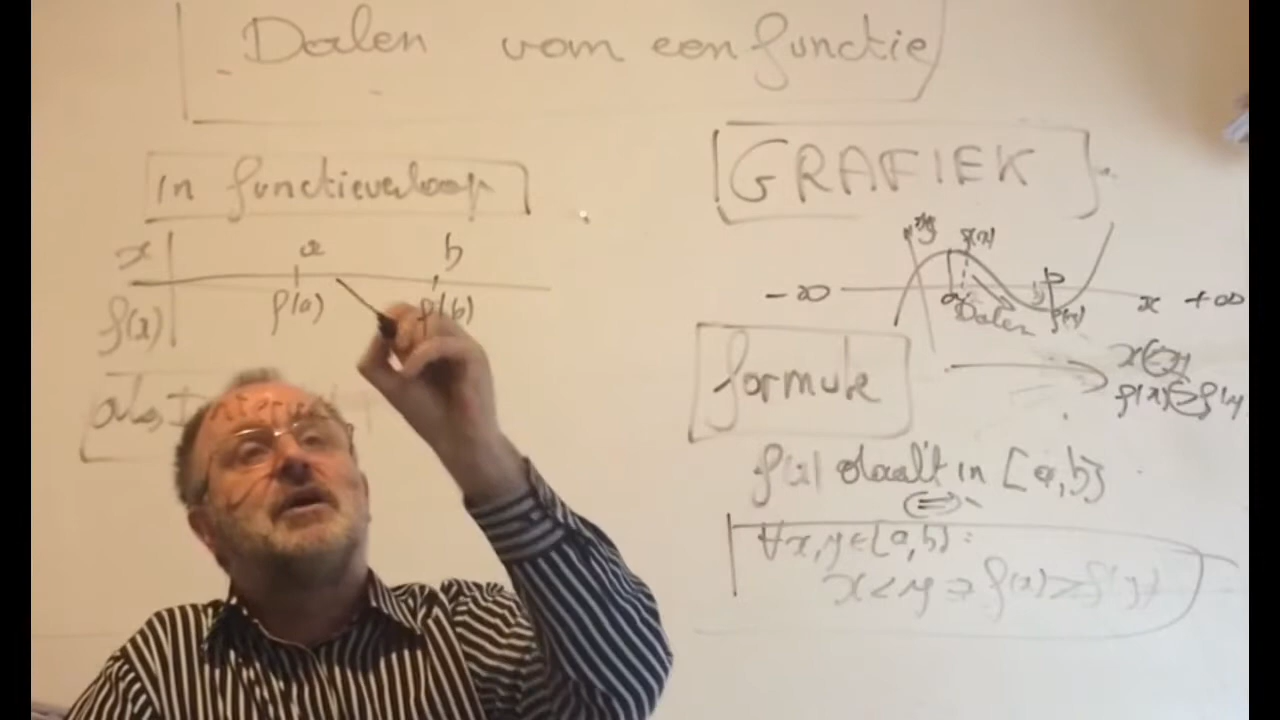 Dalen van een functie
in functieverloop
x a b
f(x) f(a) f(b)
GRAFIEK
y f(x)
-∞ a b x +∞
Dalen f(y)
formule
x < y
f(x) > f(y)
f(x) daalt in [a,b]
⇔
∀x,y∈[a,b]:
x < y ⇒ f(x) > f(y)